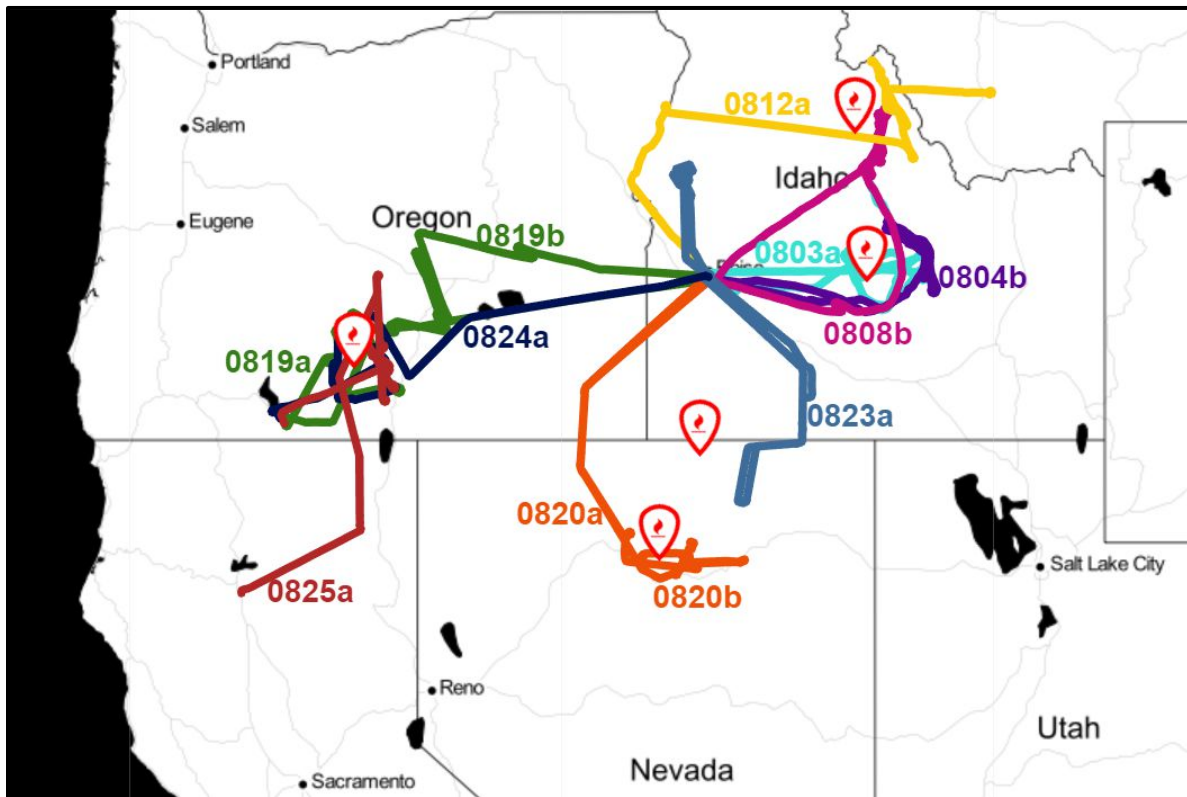 Portland
0812a
Salem
Idaho
Eugene
Oregon
0819b
0803a
Boise
0804b
0824a
0808b
0819a
0823a
0820a
0825a
0820b
Salt Lake City
Reno
Utah
Nevada
Sacramento